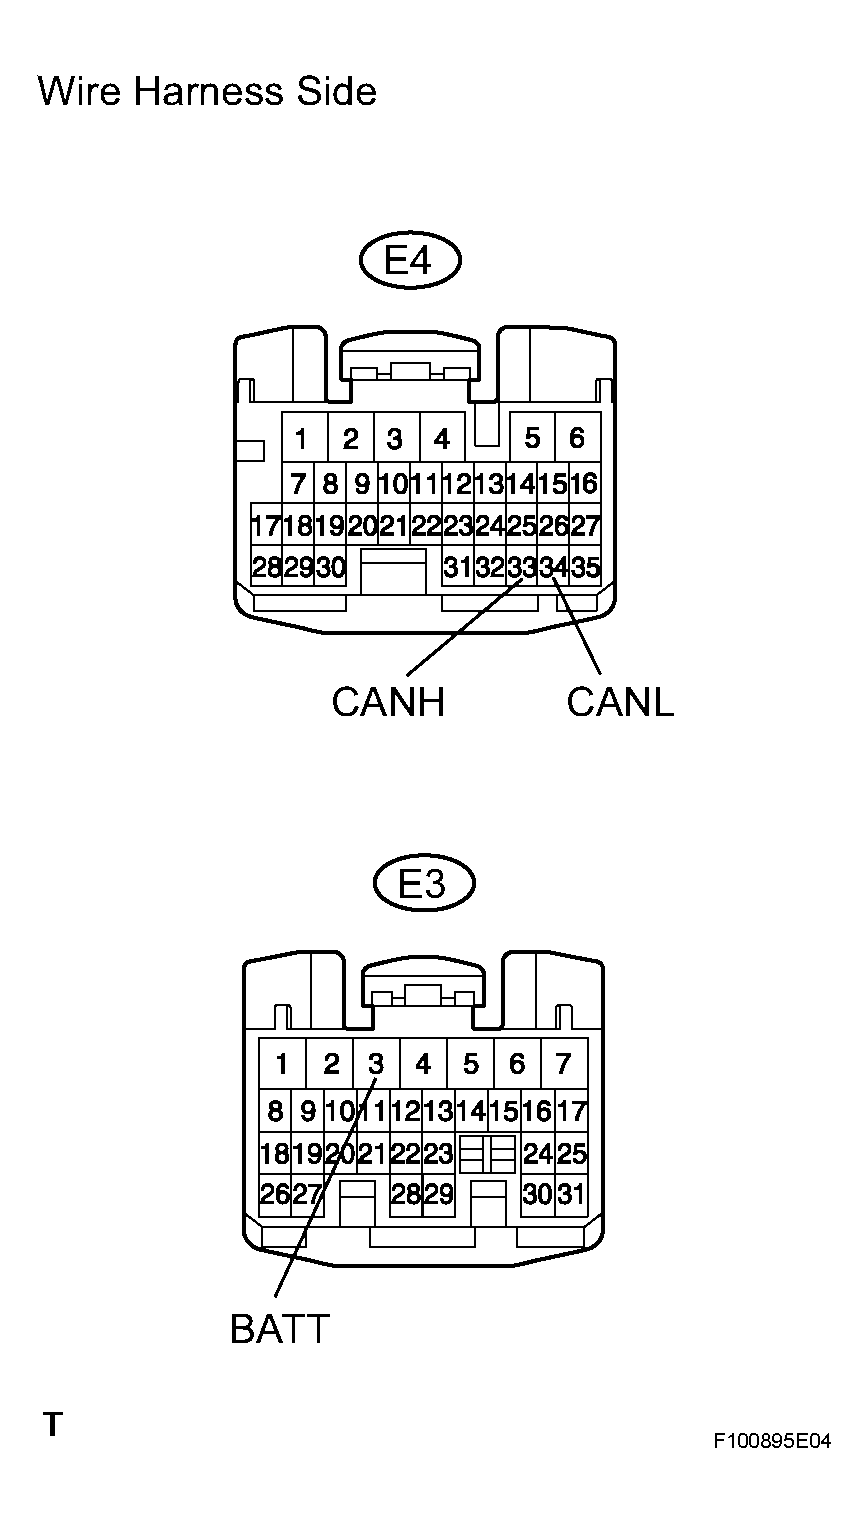 Wire Harness Side
E4
1 2 3 4 5 6
7 8 9 10 11 12 13 14 15 16
17 18 19 20 21 22 23 24 25 26 27
28 29 30 31 32 33 34 35
CANH CANL
E3
1 2 3 4 5 6 7
8 9 10 11 12 13 14 15 16 17
18 19 20 21 22 23 24 25
26 27 28 29 30 31
BATT
T
F100895E04